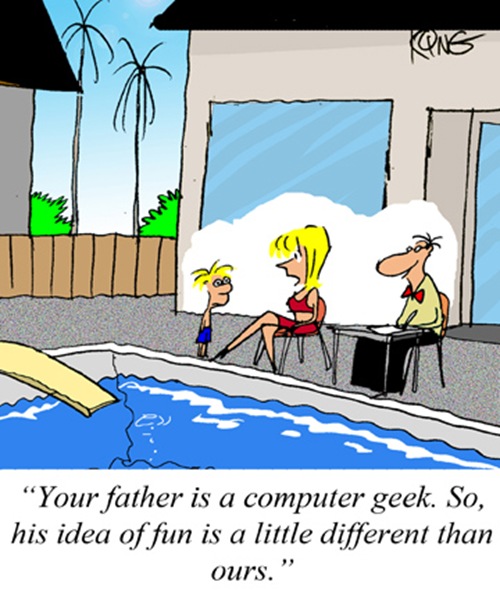 KONG
“Your father is a computer geek. So,
his idea of fun is a little different than
ours.”